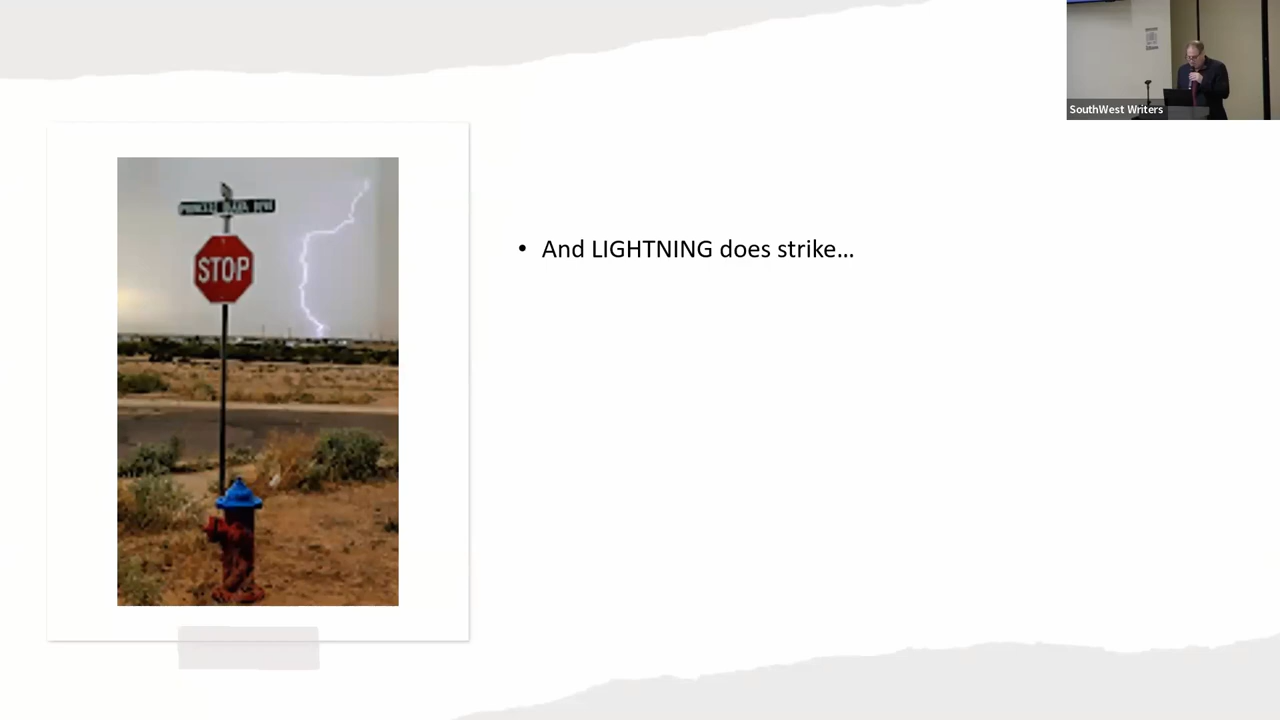 SouthWest Writers
STOP
• And LIGHTNING does strike…